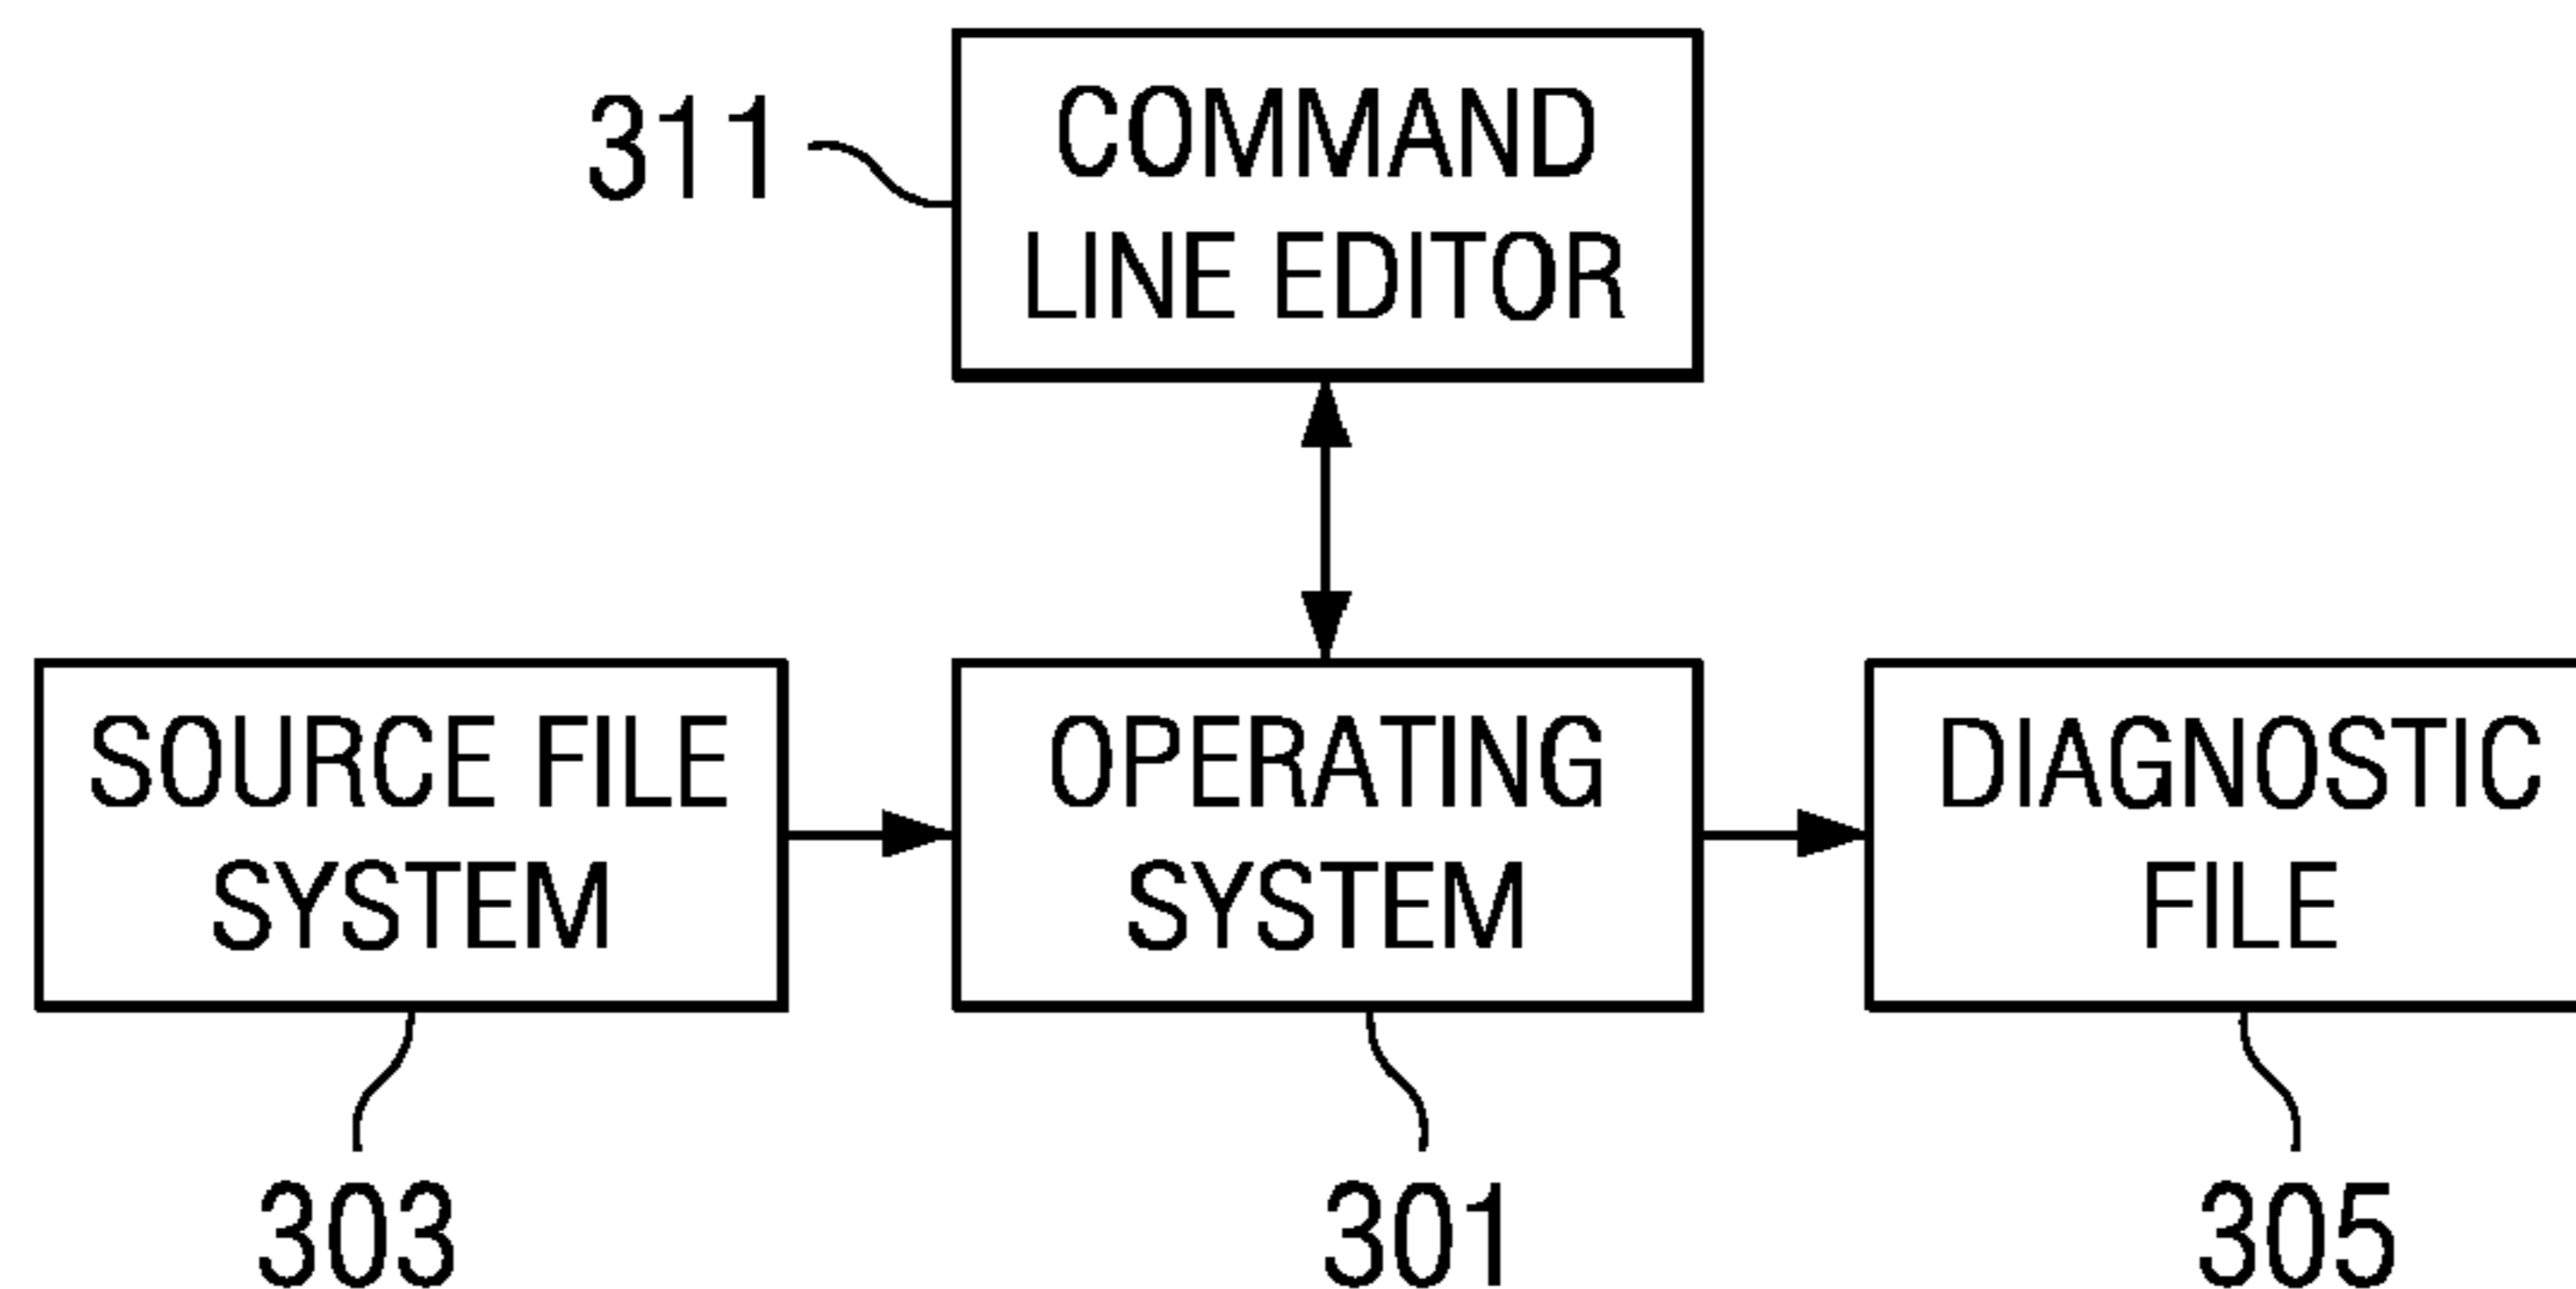 311
COMMAND
LINE EDITOR
SOURCE FILE
SYSTEM
OPERATING
SYSTEM
DIAGNOSTIC
FILE
303
301
305